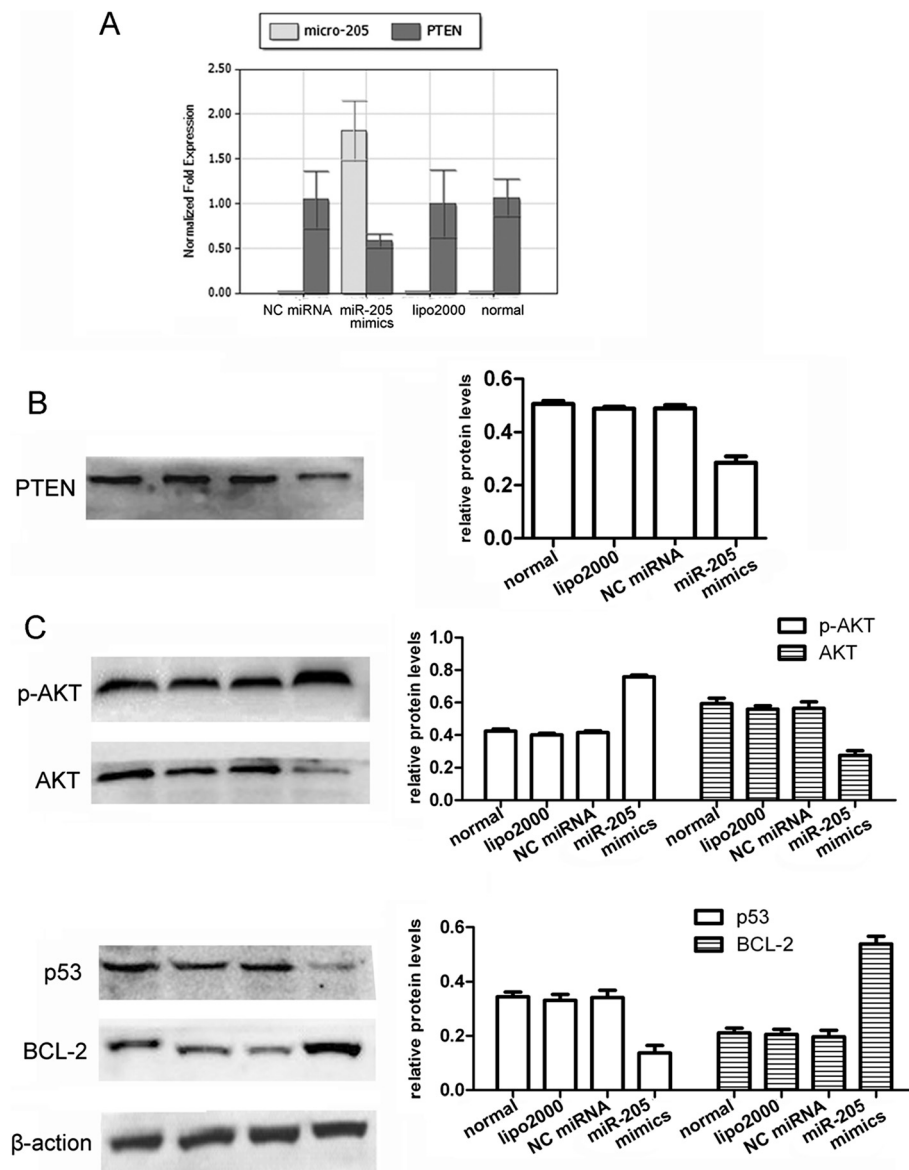 A
micro-205 PTEN
2.50
2.00
1.50
1.00
0.50
0.00
Normalized Fold Expression
NC miRNA miR-205 mimics lipo2000 normal
B
PTEN
relative protein levels
0.6
0.4
0.2
0.0
normal lipo2000 NC miRNA miR-205 mimics
C
p-AKT
AKT
relative protein levels
1.0
0.8
0.6
0.4
0.2
0.0
p-AKT
AKT
normal lipo2000 NC miRNA miR-205 mimics normal lipo2000 NC miRNA miR-205 mimics
p53
BCL-2
β-action
relative protein levels
0.6
0.4
0.2
0.0
p53
BCL-2
normal lipo2000 NC miRNA miR-205 mimics normal lipo2000 NC miRNA miR-205 mimics